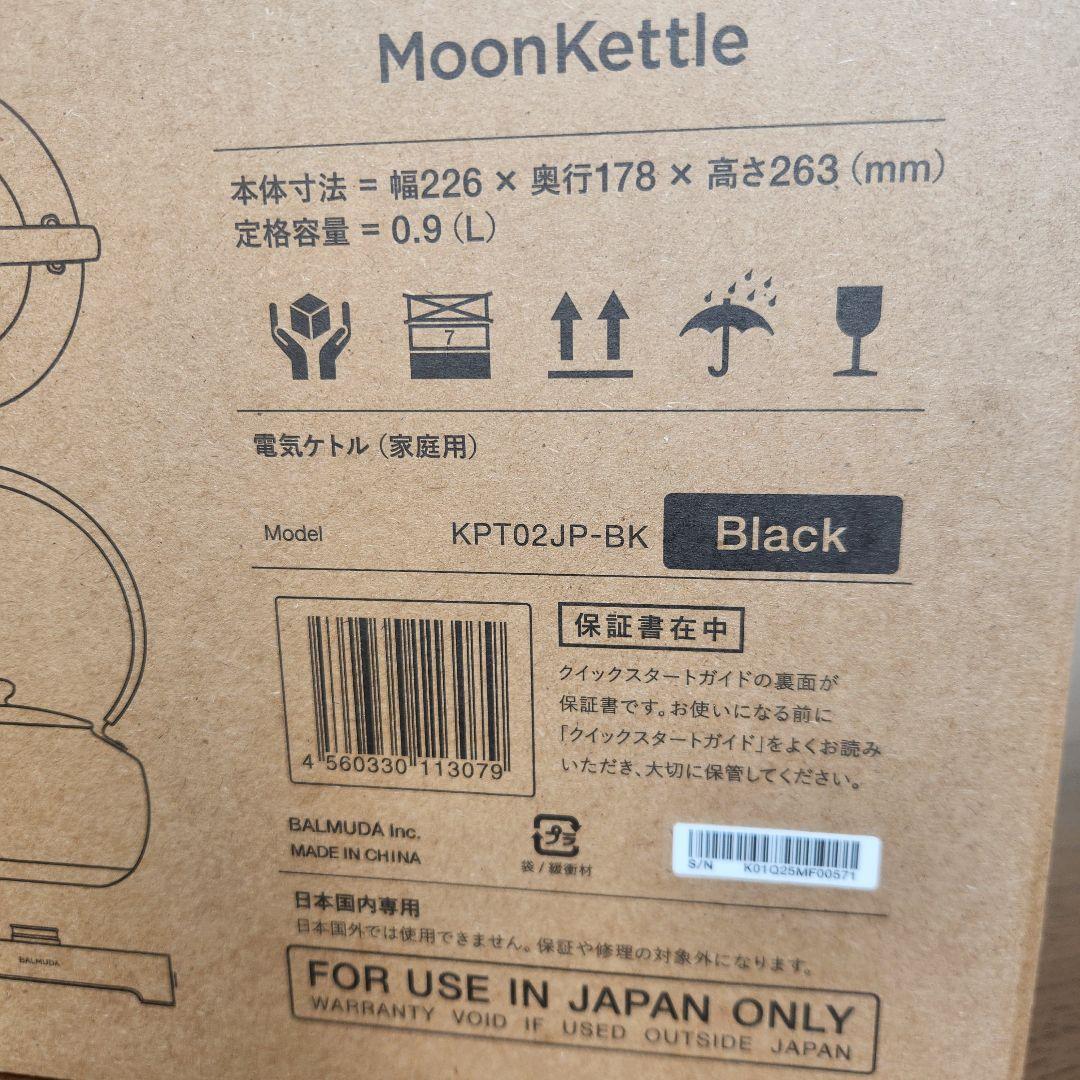 MoonKettle
本体寸法 = 幅226 × 奥行178 × 高さ263（mm）
定格容量 = 0.9（L）
7
電気ケトル（家庭用）
Model KPT02JP-BK Black
4 560330 113079
保証書在中
クイックスタートガイドの裏面が
保証書です。お使いになる前に
「クイックスタートガイド」をよくお読み
いただき、大切に保管してください。
BALMUDA Inc.
MADE IN CHINA
プラ
袋 / 緩衝材
S/N K01Q25MF00571
日本国内専用
日本国外では使用できません。保証や修理の対象外になります。
FOR USE IN JAPAN ONLY
WARRANTY VOID IF USED OUTSIDE JAPAN
BALMUDA